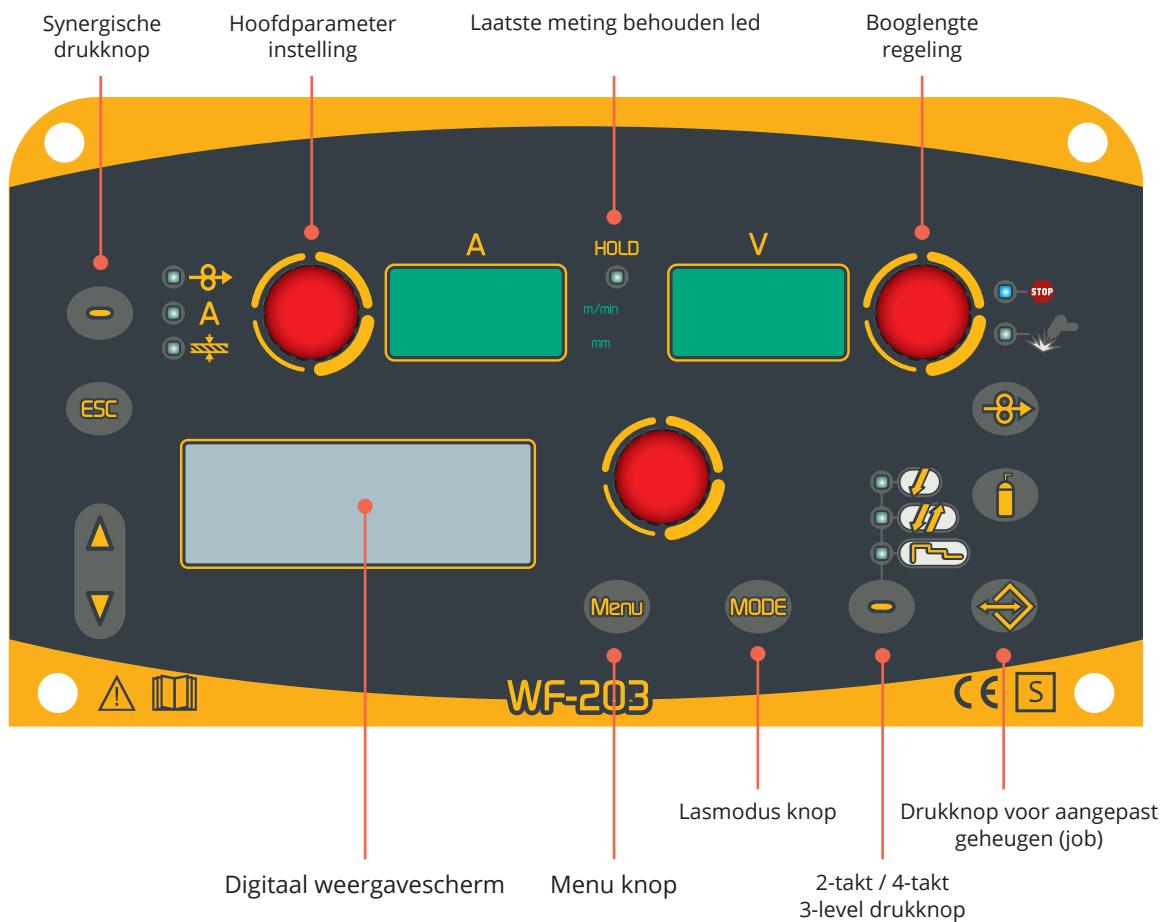 Synergische
drukknop
Hoofdparameter
instelling
Laatste meting behouden led
Booglengte
regeling
A
HOLD
V
A
m/min
mm
STOP
ESC
Menu
MODE
WF-203
CE
S
Lasmodus knop
Drukknop voor aangepast
geheugen (job)
Digitaal weergavescherm
Menu knop
2-takt / 4-takt
3-level drukknop